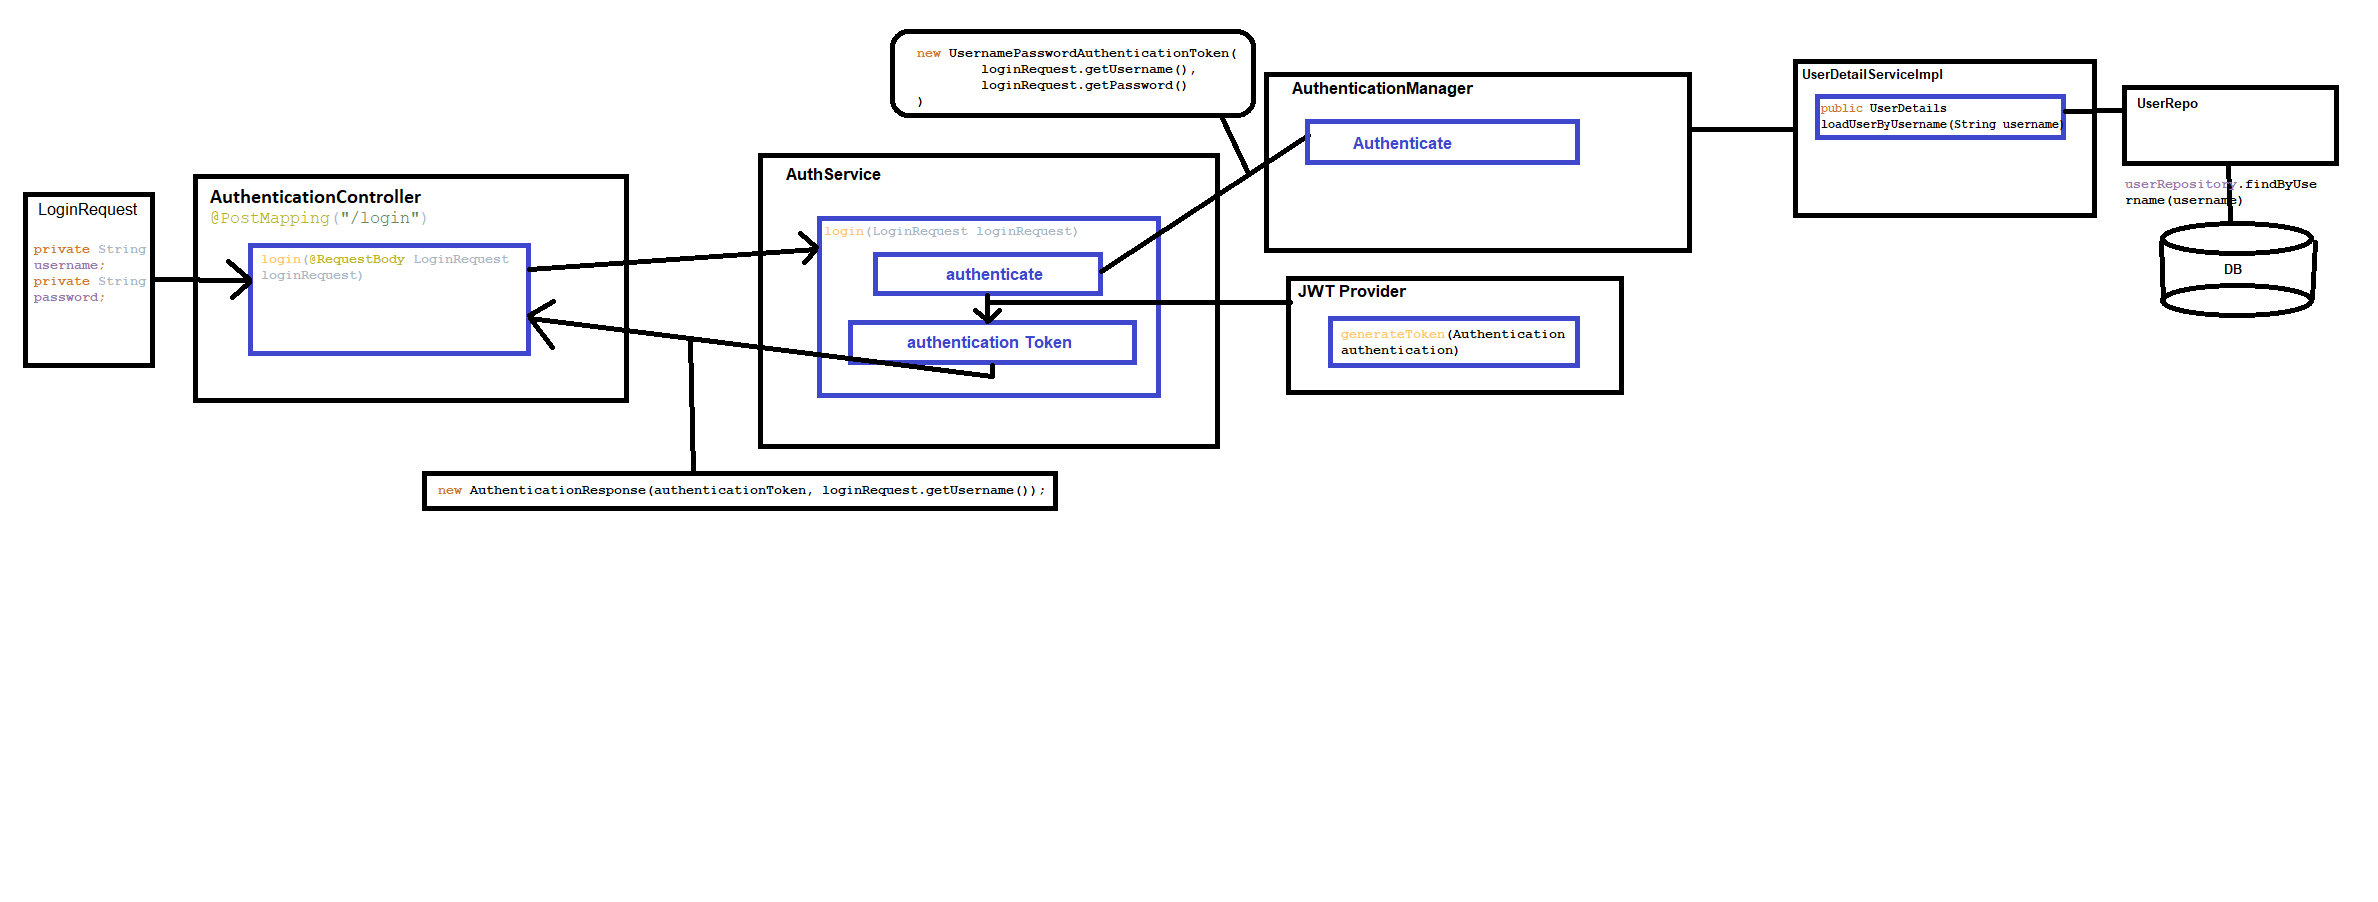 LoginRequest
private String
username;
private String
password;
AuthenticationController
@PostMapping("/login")
login(@RequestBody LoginRequest
loginRequest)
new UsernamePasswordAuthenticationToken(
loginRequest.getUsername(),
loginRequest.getPassword()
)
AuthService
login(LoginRequest loginRequest)
authenticate
authentication Token
new AuthenticationResponse(authenticationToken, loginRequest.getUsername());
AuthenticationManager
Authenticate
JWT Provider
generateToken(Authentication
authentication)
UserDetailServiceImpl
public UserDetails
loadUserByUsername(String username)
UserRepo
userRepository.findByUse
rname(username)
DB